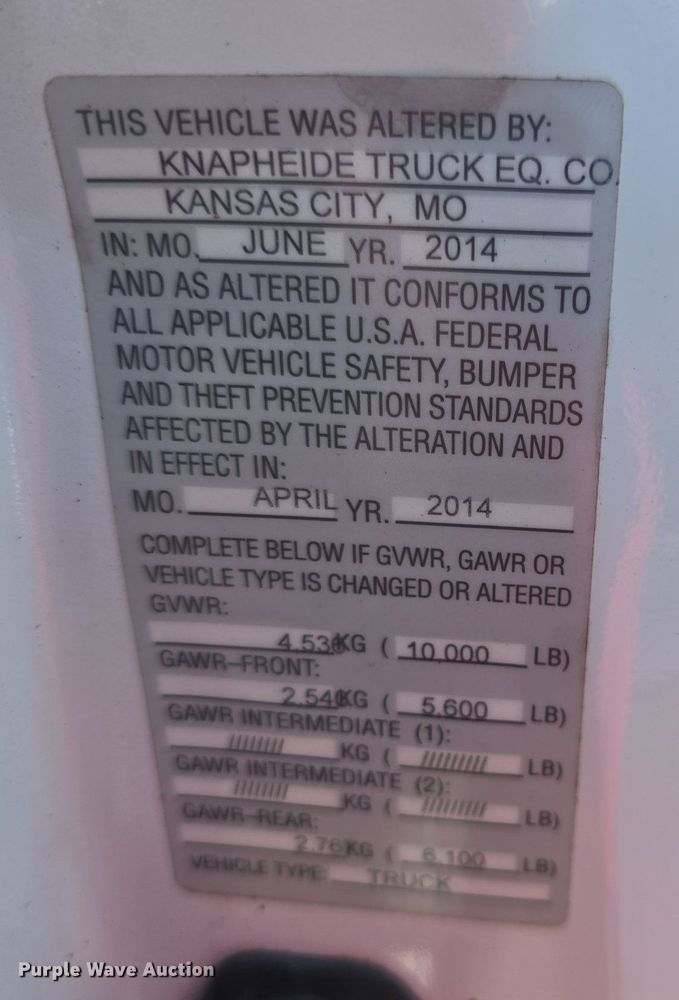 THIS VEHICLE WAS ALTERED BY:
KNAPHEIDE TRUCK EQ. CO.
KANSAS CITY, MO
IN: MO. JUNE YR. 2014
AND AS ALTERED IT CONFORMS TO
ALL APPLICABLE U.S.A. FEDERAL
MOTOR VEHICLE SAFETY, BUMPER
AND THEFT PREVENTION STANDARDS
AFFECTED BY THE ALTERATION AND
IN EFFECT IN:
MO. APRIL YR. 2014
COMPLETE BELOW IF GVWR, GAWR OR
VEHICLE TYPE IS CHANGED OR ALTERED
GVWR:
4.536 KG ( 10.000 LB)
GAWR-FRONT:
2.540 KG ( 5.600 LB)
GAWR INTERMEDIATE (1):
//////// KG ( ///////// LB)
GAWR INTERMEDIATE (2):
//////// KG ( ///////// LB)
GAWR-REAR:
KG ( 6.100 LB)
VEHICLE TYPE: TRUCK
Purple Wave Auction